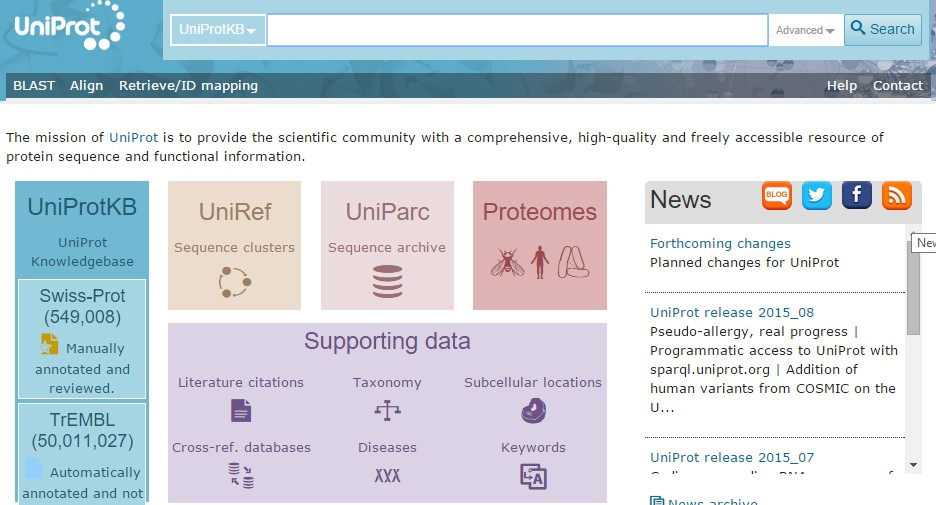 UniProt
UniProtKB
Advanced
Search
BLAST Align Retrieve/ID mapping
Help Contact
The mission of UniProt is to provide the scientific community with a comprehensive, high-quality and freely accessible resource of
protein sequence and functional information.
UniProtKB
UniProt
Knowledgebase
Swiss-Prot
(549,008)
Manually
annotated and
reviewed.
TrEMBL
(50,011,027)
Automatically
annotated and not
UniRef
Sequence clusters
UniParc
Sequence archive
Proteomes
Supporting data
Literature citations
Taxonomy
Subcellular locations
Cross-ref. databases
Diseases
Keywords
News
BLOG
Forthcoming changes
Planned changes for UniProt
UniProt release 2015_08
Pseudo-allergy, real progress |
Programmatic access to UniProt with
sparql.uniprot.org | Addition of
human variants from COSMIC on the
U...
UniProt release 2015_07
News archive